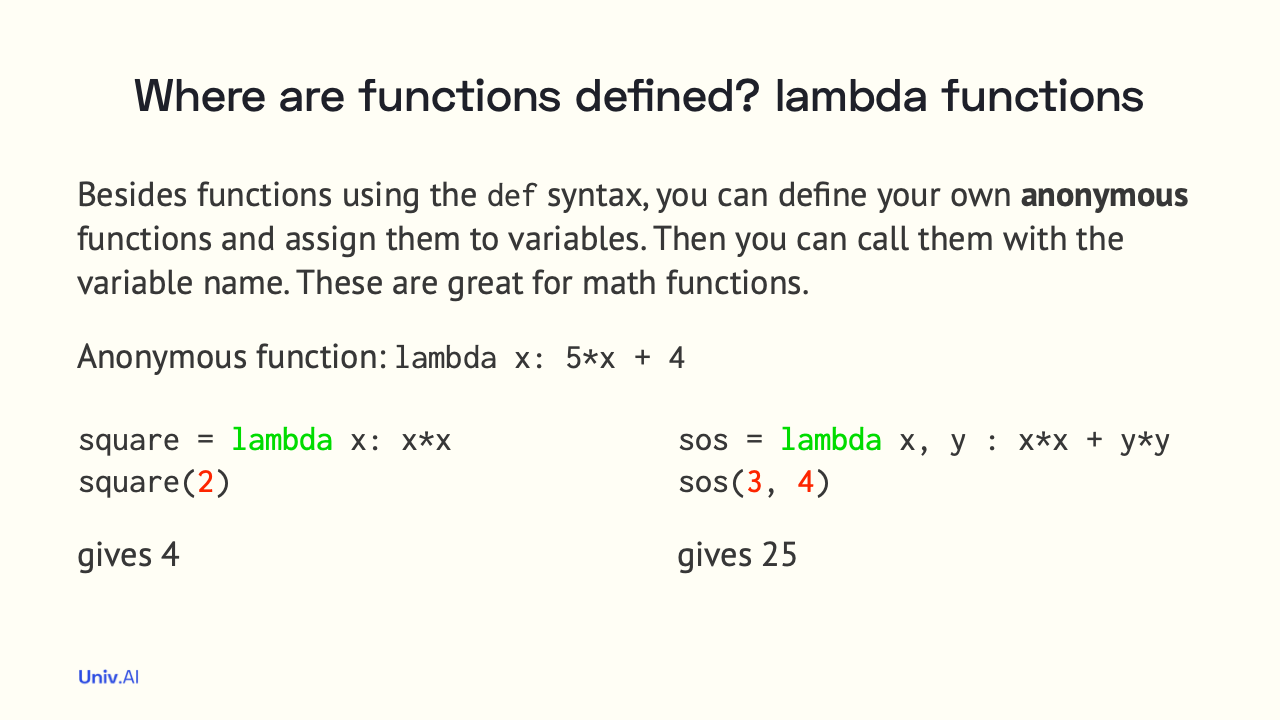 Where are functions defined? lambda functions
Besides functions using the def syntax, you can define your own anonymous
functions and assign them to variables. Then you can call them with the
variable name. These are great for math functions.
Anonymous function: lambda x: 5*x + 4
square = lambda x: x*x
square(2)
gives 4
sos = lambda x, y : x*x + y*y
sos(3, 4)
gives 25
Univ.AI